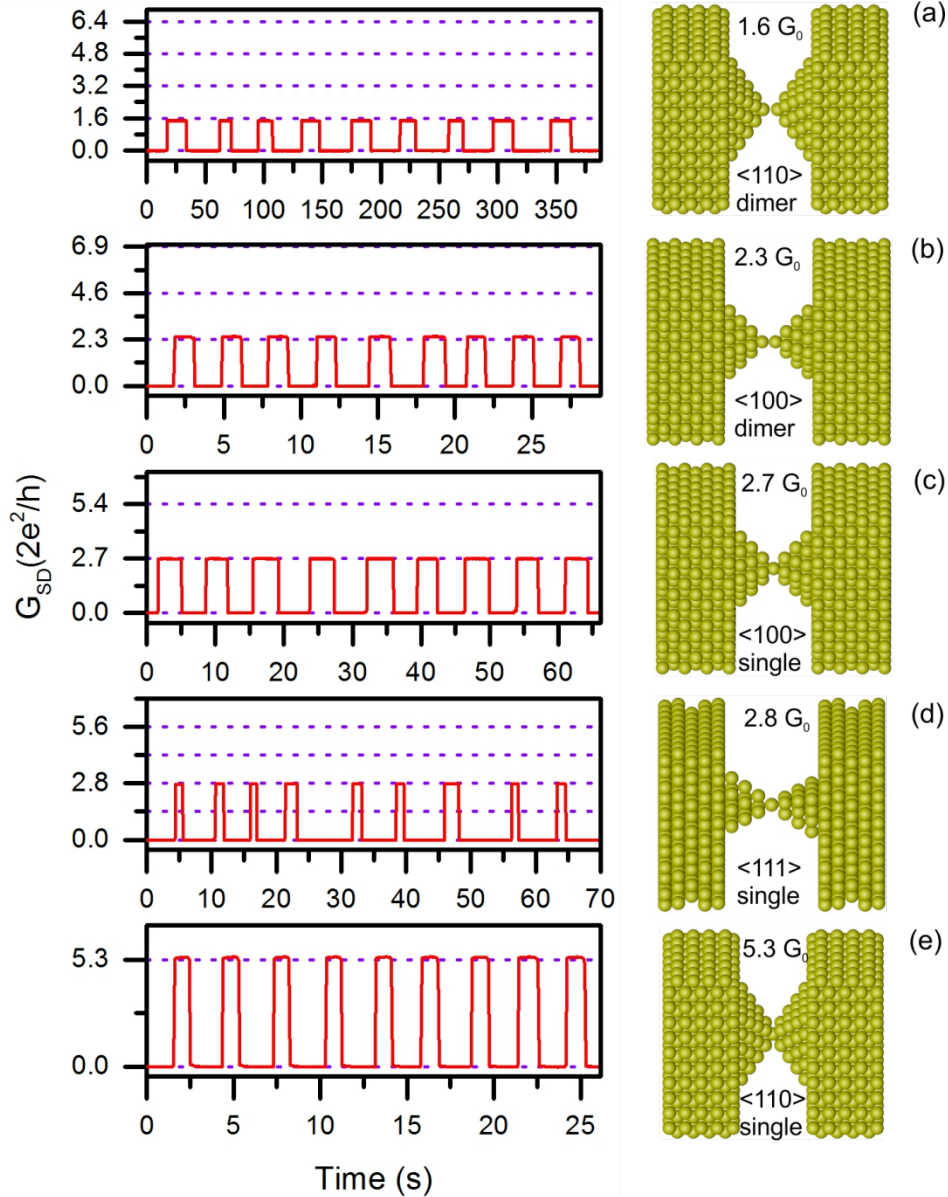 6.4
4.8
3.2
1.6
0.0
0 50 100 150 200 250 300 350
1.6 G₀
<110>
dimer
(a)
6.9
4.6
2.3
0.0
0 5 10 15 20 25
2.3 G₀
<100>
dimer
(b)
5.4
2.7
0.0
0 10 20 30 40 50 60
2.7 G₀
<100>
single
(c)
5.6
2.8
0.0
0 10 20 30 40 50 60 70
2.8 G₀
<111>
single
(d)
5.3
0.0
0 5 10 15 20 25
5.3 G₀
<110>
single
(e)
G_SD(2e²/h)
Time (s)